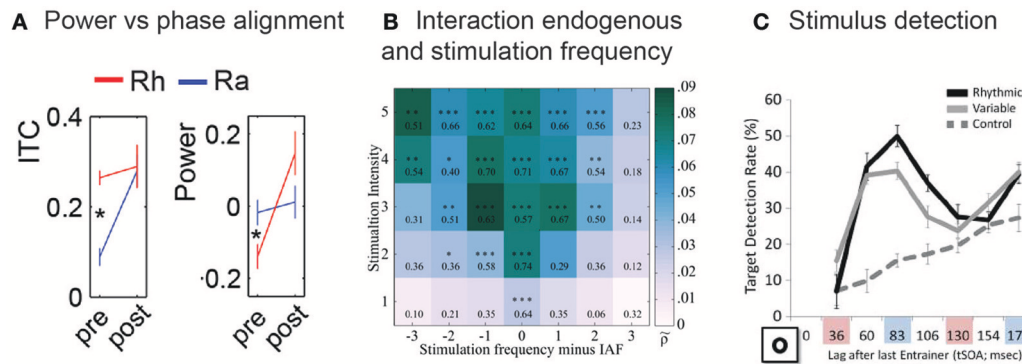 A Power vs phase alignment
Rh Ra
ITC
0.4
0.2
0
*
pre post
Power
0.2
0
-0.2
*
pre post
B Interaction endogenous
and stimulation frequency
Stimualtion Intensity
5 ** 0.51 *** 0.66 *** 0.62 *** 0.64 *** 0.66 *** 0.56 0.23
4 ** 0.54 * 0.40 *** 0.70 *** 0.71 *** 0.67 ** 0.54 0.18
3 0.31 ** 0.51 *** 0.63 *** 0.57 *** 0.67 ** 0.50 0.14
2 0.36 * 0.36 *** 0.58 *** 0.74 0.29 0.36 0.12
1 0.10 0.21 0.35 *** 0.64 0.35 0.06 0.32
-3 -2 -1 0 1 2 3
Stimulation frequency minus IAF
.09
.08
.07
.06
.05
.04
.03
.02
.01
0
ρ̃
C Stimulus detection
Rhythmic
Variable
Control
Target Detection Rate (%)
60
50
40
30
20
10
0
O 0 36 60 83 106 130 154 17
Lag after last Entrainer (tSOA; msec)